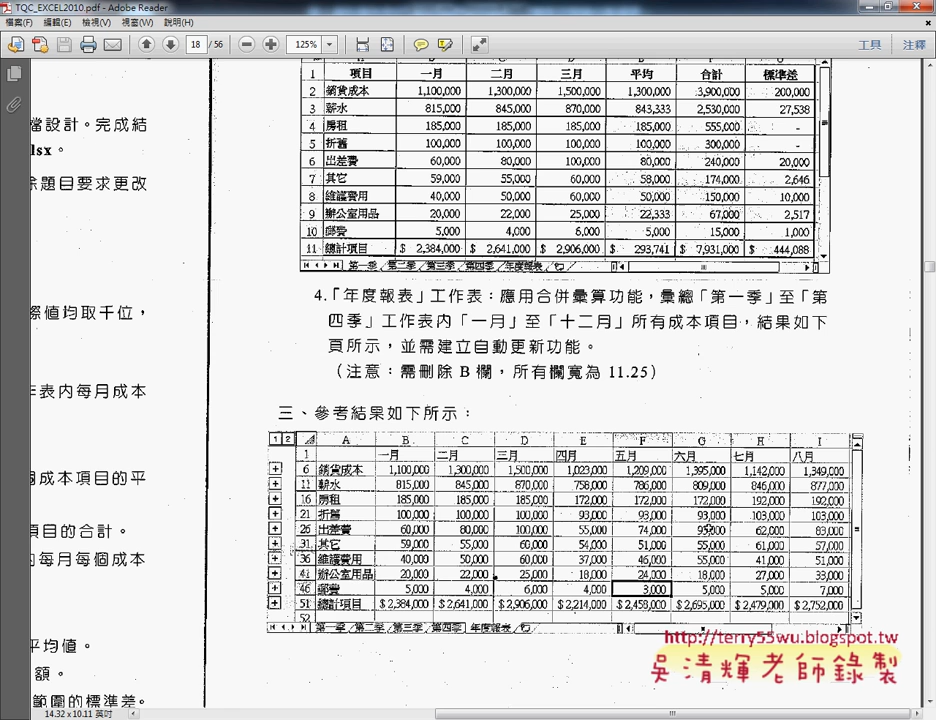 TQC_EXCEL2010.pdf - Adobe Reader
檔案(F) 編輯(E) 檢視(V) 視窗(W) 說明(H)
18 / 56 125% 工具 註釋
1 項目 一月 二月 三月 平均 合計 標準差
2 銷貨成本 1,100,000 1,300,000 1,500,000 1,300,000 3,900,000 200,000
3 薪水 815,000 845,000 870,000 843,333 2,530,000 27,538
4 房租 185,000 185,000 185,000 185,000 555,000 -
5 折舊 100,000 100,000 100,000 100,000 300,000 -
6 出差費 60,000 80,000 100,000 80,000 240,000 20,000
7 其它 59,000 55,000 60,000 58,000 174,000 2,646
8 維護費用 40,000 50,000 60,000 50,000 150,000 10,000
9 辦公室用品 20,000 22,000 25,000 22,333 67,000 2,517
10 郵費 5,000 4,000 6,000 5,000 15,000 1,000
11 總計項目 $ 2,384,000 $ 2,641,000 $ 2,906,000 $ 293,741 $ 7,931,000 $ 444,088
第一季 第二季 第三季 第四季 年度報表
當設計。完成結
lsx。
余題目要求更改
際值均取千位，
作表內每月成本
固成本項目的平
項目的合計。
的每月每個成本
平均值。
額。
範圍的標準差。
4.「年度報表」工作表：應用合併彙算功能，彙總「第一季」至「第
四季」工作表內「一月」至「十二月」所有成本項目，結果如下
頁所示，並需建立自動更新功能。
（注意：需刪除 B 欄，所有欄寬為 11.25）
三、參考結果如下所示：
1 2 A B C D E F G H I
1 一月 二月 三月 四月 五月 六月 七月 八月
6 銷貨成本 1,100,000 1,300,000 1,500,000 1,023,000 1,209,000 1,395,000 1,142,000 1,349,000
11 薪水 815,000 845,000 870,000 758,000 786,000 809,000 846,000 877,000
16 房租 185,000 185,000 185,000 172,000 172,000 172,000 192,000 192,000
21 折舊 100,000 100,000 100,000 93,000 93,000 93,000 103,000 103,000
26 出差費 60,000 80,000 100,000 55,000 74,000 93,000 62,000 83,000
31 其它 59,000 55,000 60,000 54,000 51,000 55,000 61,000 57,000
36 維護費用 40,000 50,000 60,000 37,000 46,000 55,000 41,000 51,000
41 辦公室用品 20,000 22,000 25,000 18,000 24,000 18,000 27,000 33,000
46 郵費 5,000 4,000 6,000 4,000 3,000 5,000 5,000 7,000
51 總計項目 $ 2,384,000 $ 2,641,000 $ 2,906,000 $ 2,214,000 $ 2,458,000 $ 2,695,000 $ 2,479,000 $ 2,752,000
52
第一季 第二季 第三季 第四季 年度報表
http://terry55wu.blogspot.tw
吳清輝老師錄製
14.32 x 10.11 英吋